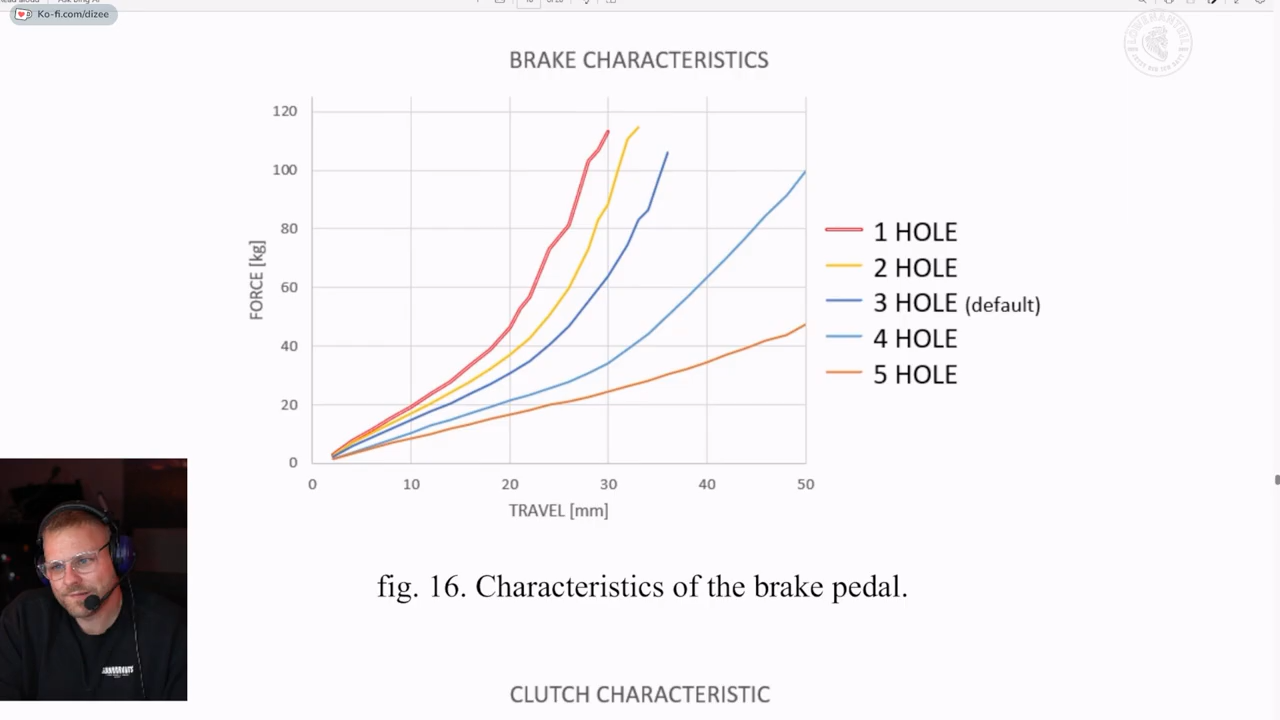 Ko-fi.com/dizee
BRAKE CHARACTERISTICS
120
100
80
60
40
20
0
FORCE [kg]
0 10 20 30 40 50
TRAVEL [mm]
1 HOLE
2 HOLE
3 HOLE (default)
4 HOLE
5 HOLE
fig. 16. Characteristics of the brake pedal.
CLUTCH CHARACTERISTIC